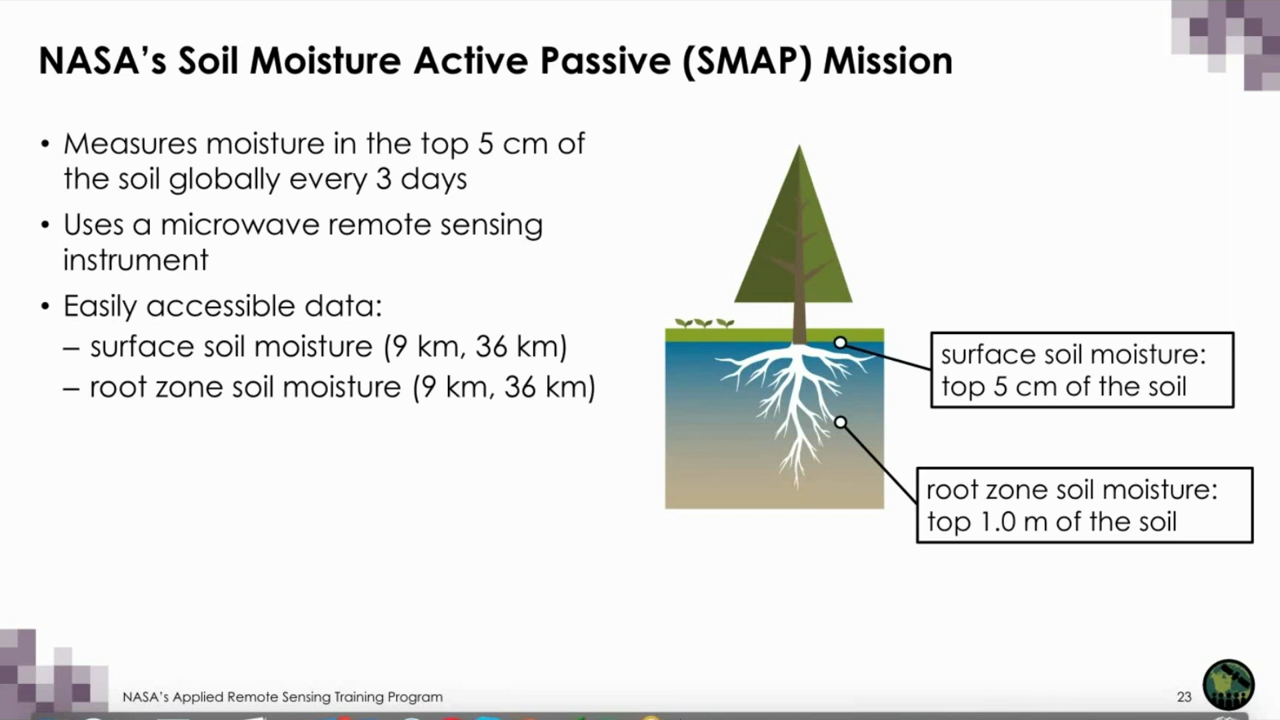 NASA’s Soil Moisture Active Passive (SMAP) Mission
• Measures moisture in the top 5 cm of
the soil globally every 3 days
• Uses a microwave remote sensing
instrument
• Easily accessible data:
– surface soil moisture (9 km, 36 km)
– root zone soil moisture (9 km, 36 km)
surface soil moisture:
top 5 cm of the soil
root zone soil moisture:
top 1.0 m of the soil
NASA’s Applied Remote Sensing Training Program
23